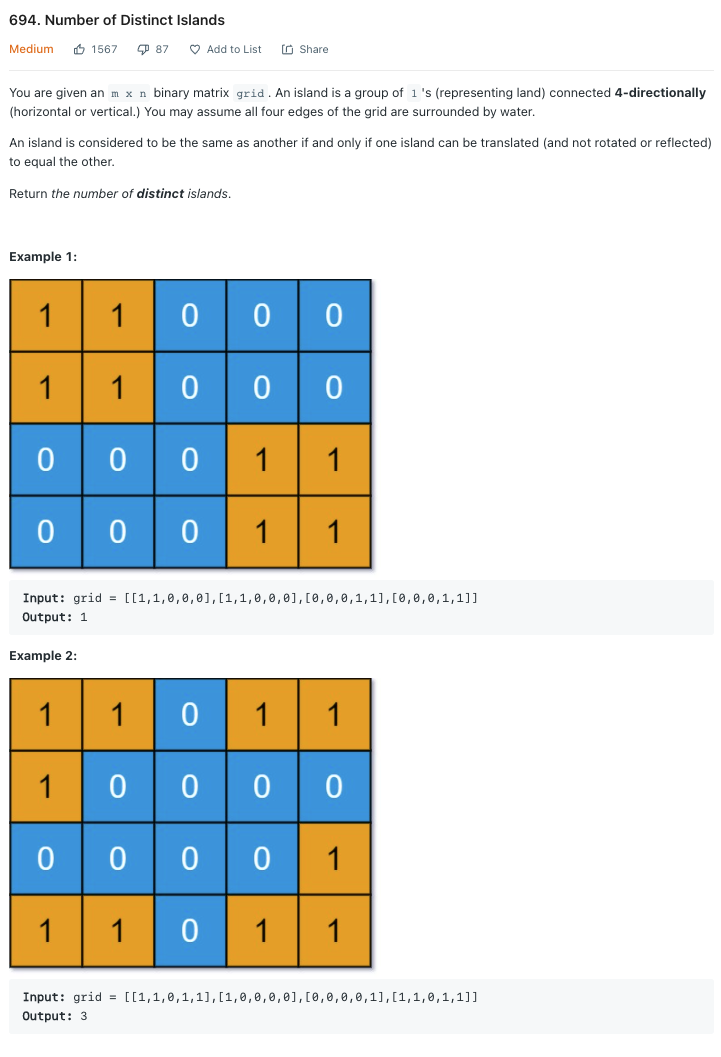 694. Number of Distinct Islands
Medium 1567 87 Add to List Share
You are given an m x n binary matrix grid . An island is a group of 1 's (representing land) connected 4-directionally
(horizontal or vertical.) You may assume all four edges of the grid are surrounded by water.
An island is considered to be the same as another if and only if one island can be translated (and not rotated or reflected)
to equal the other.
Return the number of distinct islands.
Example 1:
1 1 0 0 0
1 1 0 0 0
0 0 0 1 1
0 0 0 1 1
Input: grid = [[1,1,0,0,0],[1,1,0,0,0],[0,0,0,1,1],[0,0,0,1,1]]
Output: 1
Example 2:
1 1 0 1 1
1 0 0 0 0
0 0 0 0 1
1 1 0 1 1
Input: grid = [[1,1,0,1,1],[1,0,0,0,0],[0,0,0,0,1],[1,1,0,1,1]]
Output: 3